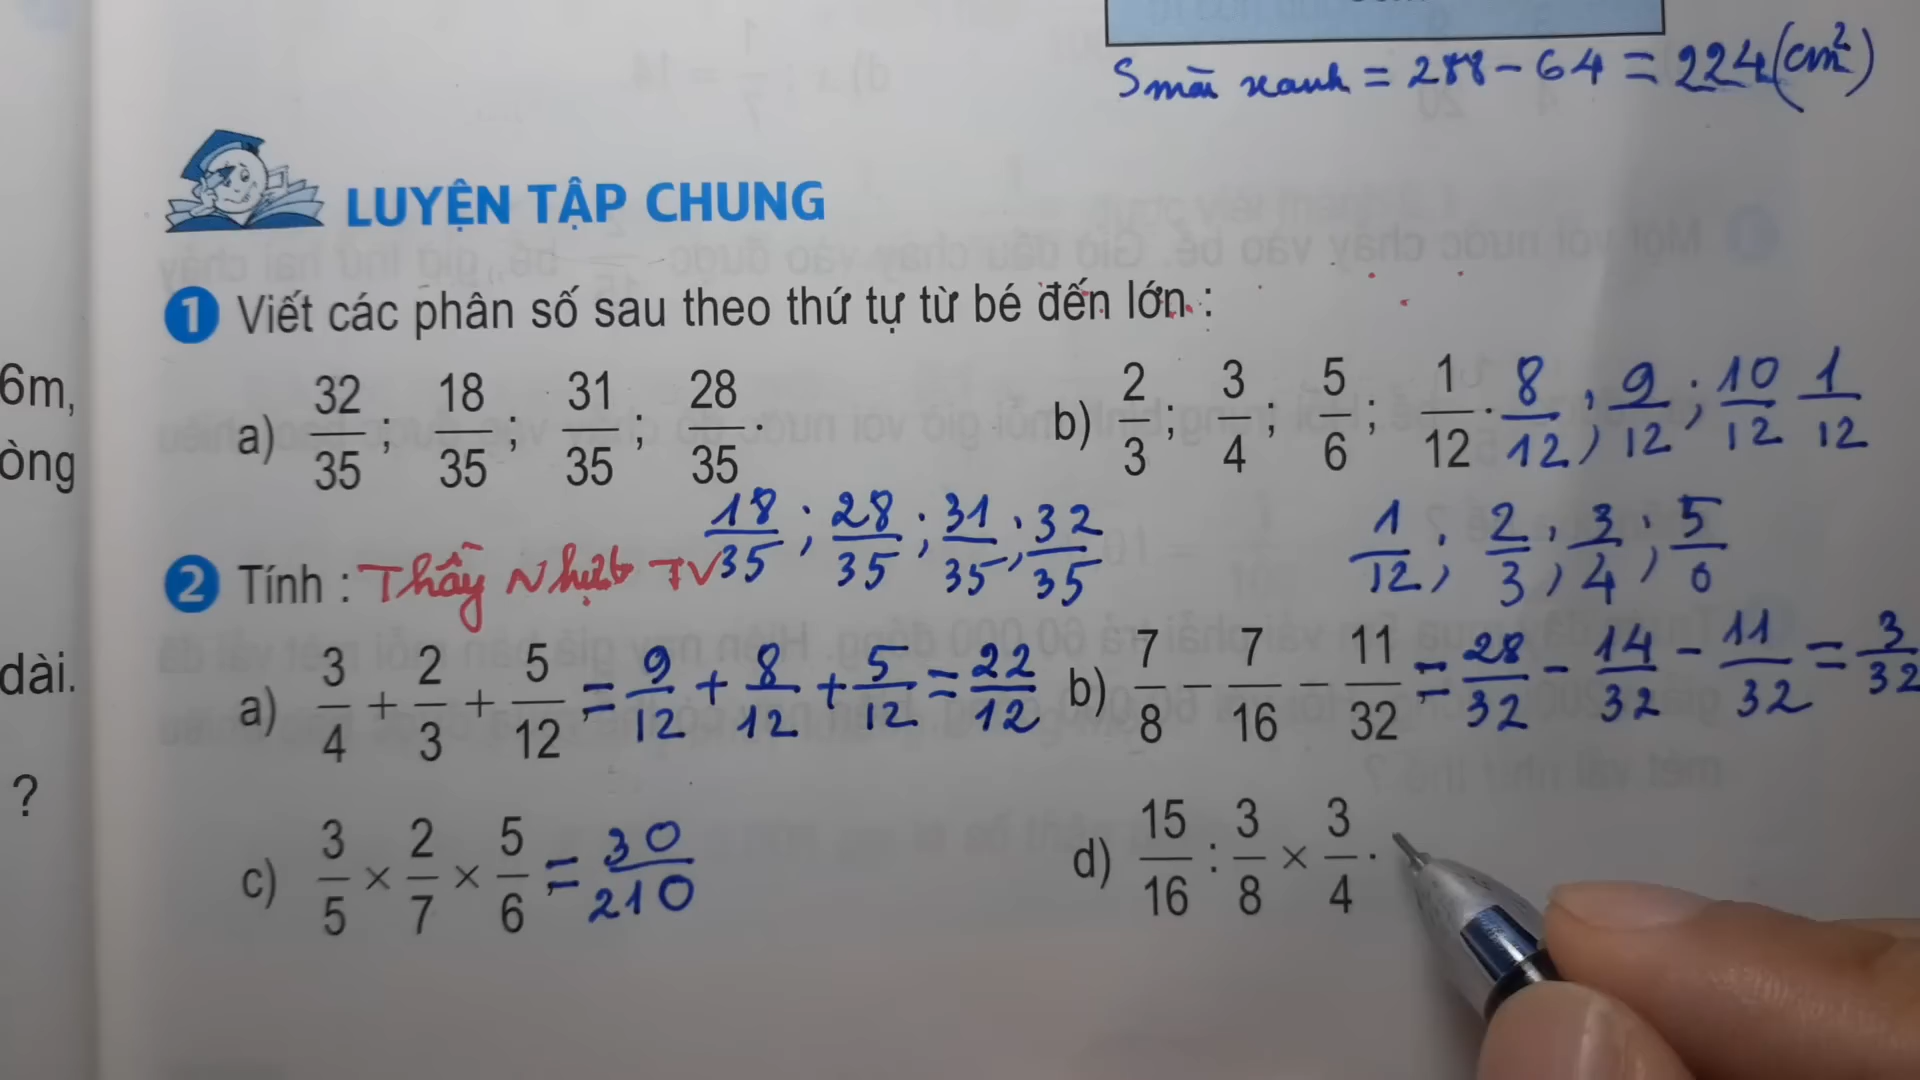 S màu xanh = 288 - 64 = 224 (cm²)
LUYỆN TẬP CHUNG
1 Viết các phân số sau theo thứ tự từ bé đến lớn :
a) 32/35 ; 18/35 ; 31/35 ; 28/35 .
18/35 ; 28/35 ; 31/35 ; 32/35
b) 2/3 ; 3/4 ; 5/6 ; 1/12 . 8/12 ; 9/12 ; 10/12 1/12
1/12 ; 2/3 ; 3/4 ; 5/6
2 Tính : Thầy Nhựt TV
a) 3/4 + 2/3 + 5/12 = 9/12 + 8/12 + 5/12 = 22/12
b) 7/8 - 7/16 - 11/32 ; = 28/32 - 14/32 - 11/32 = 3/32
c) 3/5 × 2/7 × 5/6 = 30/210
d) 15/16 : 3/8 × 3/4 .
6m,
òng
dài.
?